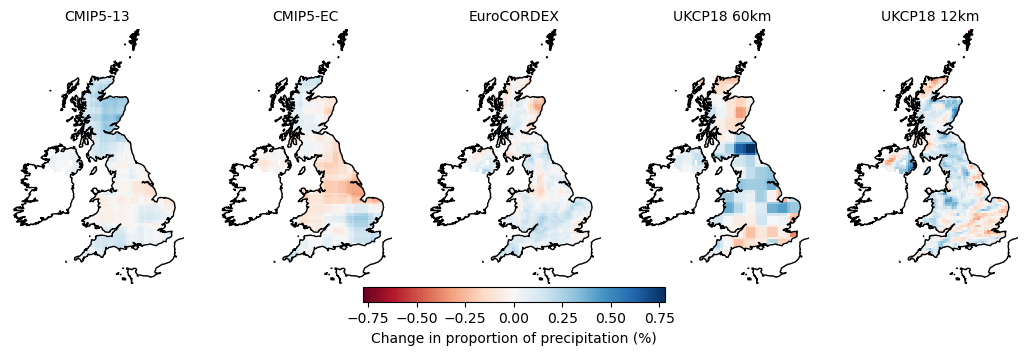 CMIP5-13 CMIP5-EC EuroCORDEX UKCP18 60km UKCP18 12km
−0.75 −0.50 −0.25 0.00 0.25 0.50 0.75
Change in proportion of precipitation (%)